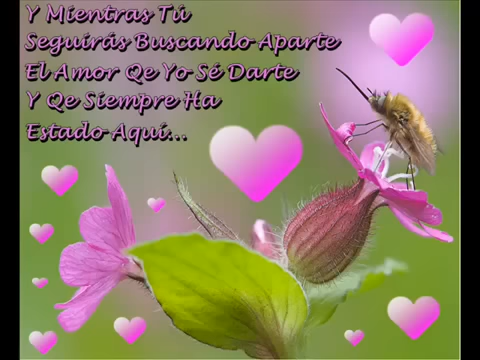 Y Mientras Tú
Seguirás Buscando Aparte
El Amor Qe Yo Sé Darte
Y Qe Siempre Ha
Estado Aquí...